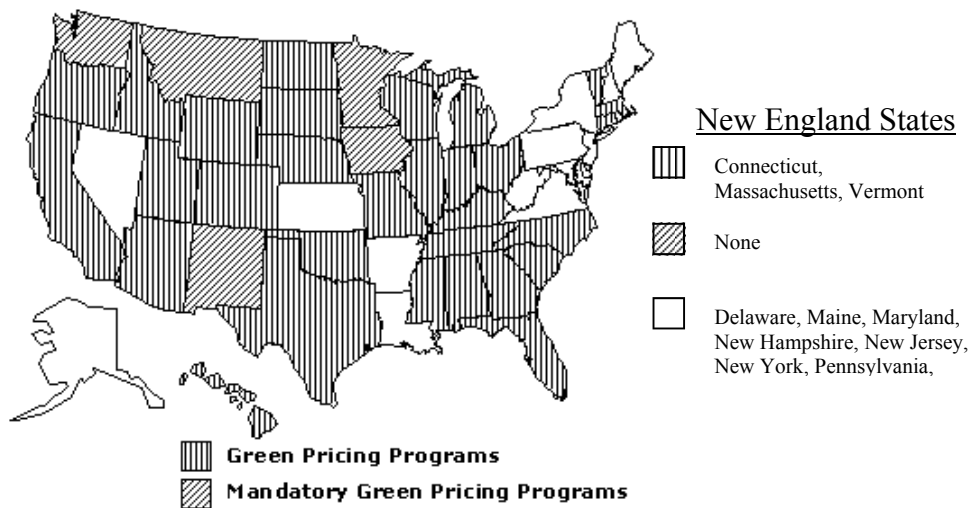 New England States
Connecticut,
Massachusetts, Vermont
None
Delaware, Maine, Maryland,
New Hampshire, New Jersey,
New York, Pennsylvania,
Green Pricing Programs
Mandatory Green Pricing Programs